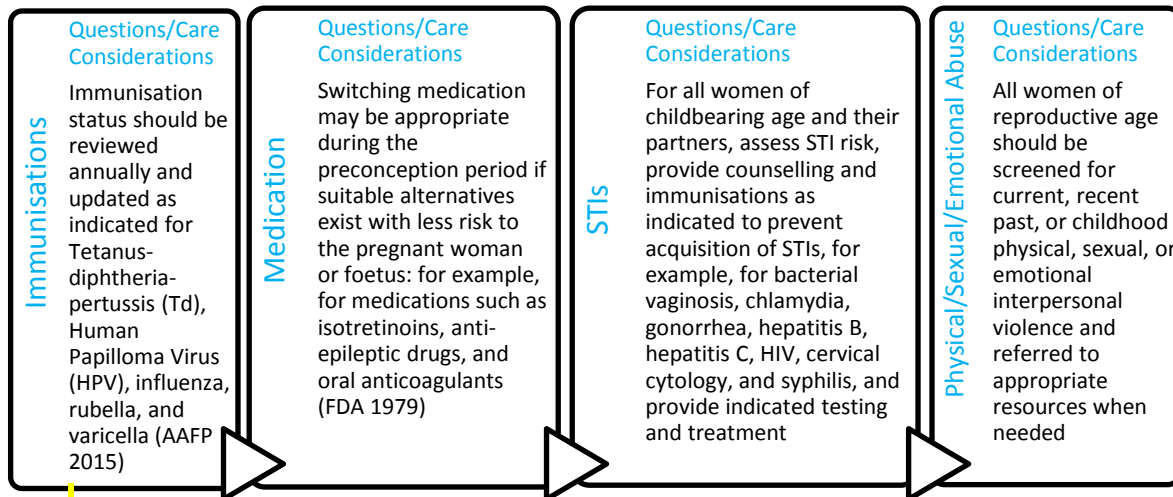 Immunisations
Questions/Care
Considerations
Immunisation
status should be
reviewed
annually and
updated as
indicated for
Tetanus-
diphtheria-
pertussis (Td),
Human
Papilloma Virus
(HPV), influenza,
rubella, and
varicella (AAFP
2015)
Medication
Questions/Care
Considerations
Switching medication
may be appropriate
during the
preconception period if
suitable alternatives
exist with less risk to
the pregnant woman
or foetus: for example,
for medications such as
isotretinoins, anti-
epileptic drugs, and
oral anticoagulants
(FDA 1979)
STIs
Questions/Care
Considerations
For all women of
childbearing age and their
partners, assess STI risk,
provide counselling and
immunisations as
indicated to prevent
acquisition of STIs, for
example, for bacterial
vaginosis, chlamydia,
gonorrhea, hepatitis B,
hepatitis C, HIV, cervical
cytology, and syphilis, and
provide indicated testing
and treatment
Physical/Sexual/Emotional Abuse
Questions/Care
Considerations
All women of
reproductive age
should be
screened for
current, recent
past, or childhood
physical, sexual, or
emotional
interpersonal
violence and
referred to
appropriate
resources when
needed